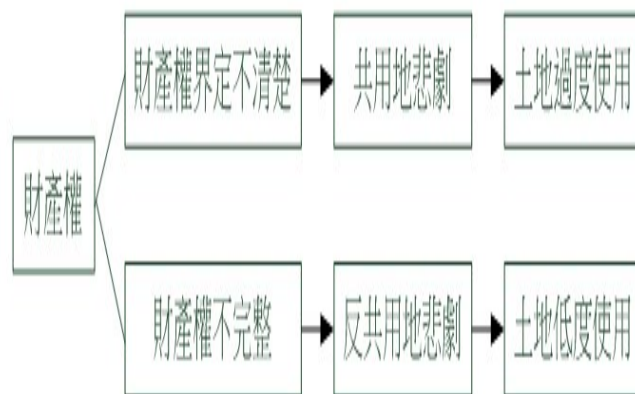 財產權
財產權界定不清楚
共用地悲劇
土地過度使用
財產權不完整
反共用地悲劇
土地低度使用